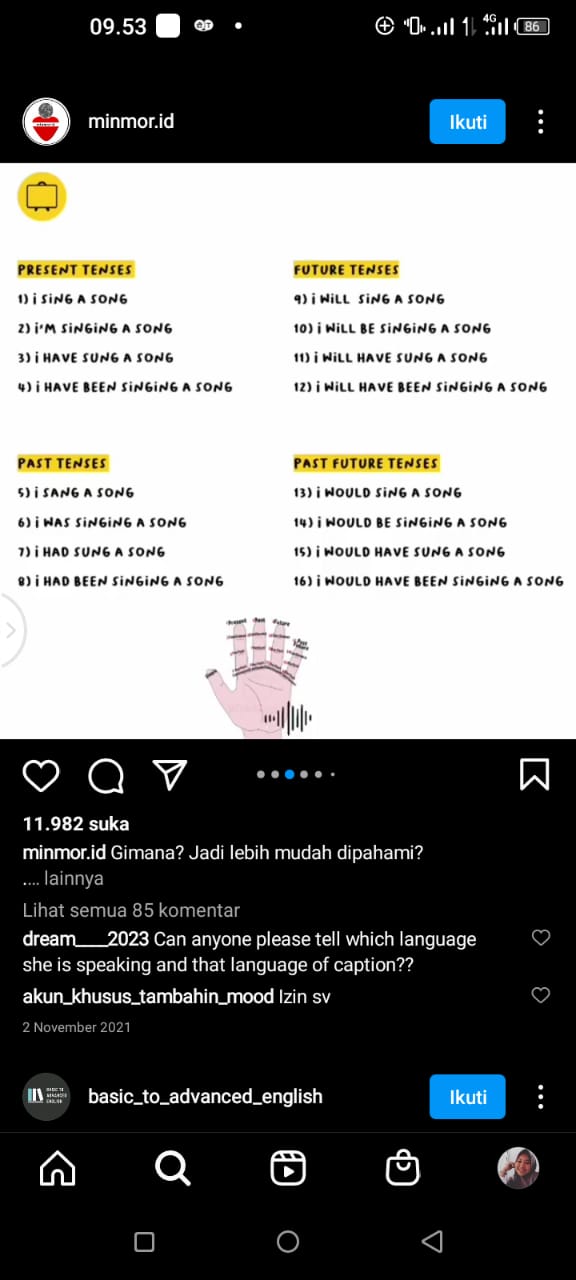 09.53
4G 86
minmor.id
Ikuti
PRESENT TENSES
1) i SiNG A SONG
2) i'M SiNGiNG A SONG
3) i HAVE SUNG A SONG
4) i HAVE BEEN SiNGiNG A SONG
FUTURE TENSES
9) i WiLL SiNG A SONG
10) i WiLL BE SiNGiNG A SONG
11) i WiLL HAVE SUNG A SONG
12) i WiLL HAVE BEEN SiNGiNG A SONG
PAST TENSES
5) i SANG A SONG
6) i WAS SiNGiNG A SONG
7) i HAD SUNG A SONG
8) i HAD BEEN SiNGiNG A SONG
PAST FUTURE TENSES
13) i WOULD SiNG A SONG
14) i WOULD BE SiNGiNG A SONG
15) i WOULD HAVE SUNG A SONG
16) i WOULD HAVE BEEN SiNGiNG A SONG
Present Past Future
Past
Future
11.982 suka
minmor.id Gimana? Jadi lebih mudah dipahami?
.... lainnya
Lihat semua 85 komentar
dream____2023 Can anyone please tell which language
she is speaking and that language of caption??
akun_khusus_tambahin_mood Izin sv
2 November 2021
basic_to_advanced_english
Ikuti